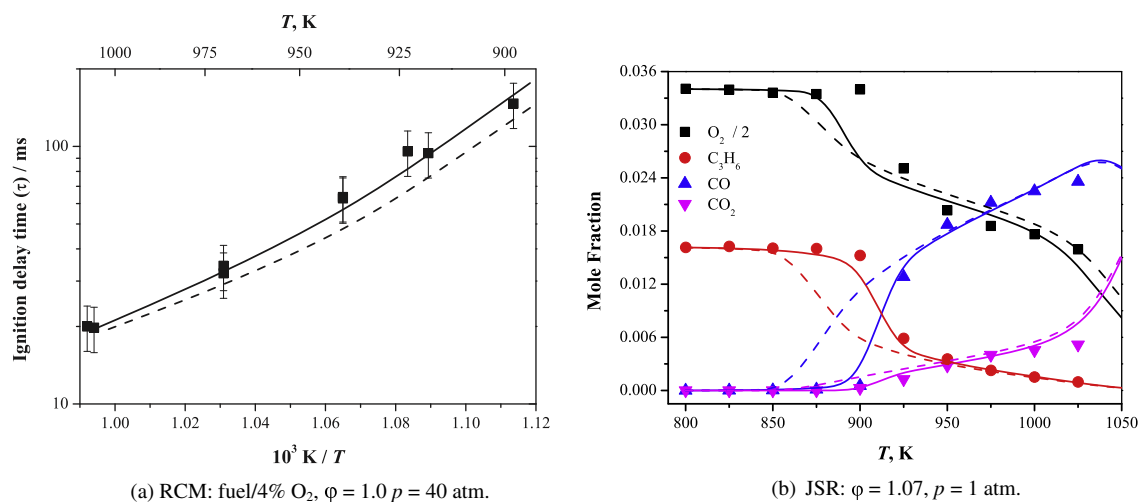 T, K
1000 975 950 925 900
Ignition delay time (τ) / ms
100
10
1.00 1.02 1.04 1.06 1.08 1.10 1.12
10³ K / T
(a) RCM: fuel/4% O₂, φ = 1.0 p = 40 atm.
0.036
0.030
0.024
0.018
0.012
0.006
0.000
Mole Fraction
O₂ / 2
C₃H₆
CO
CO₂
800 850 900 950 1000 1050
T, K
(b) JSR: φ = 1.07, p = 1 atm.